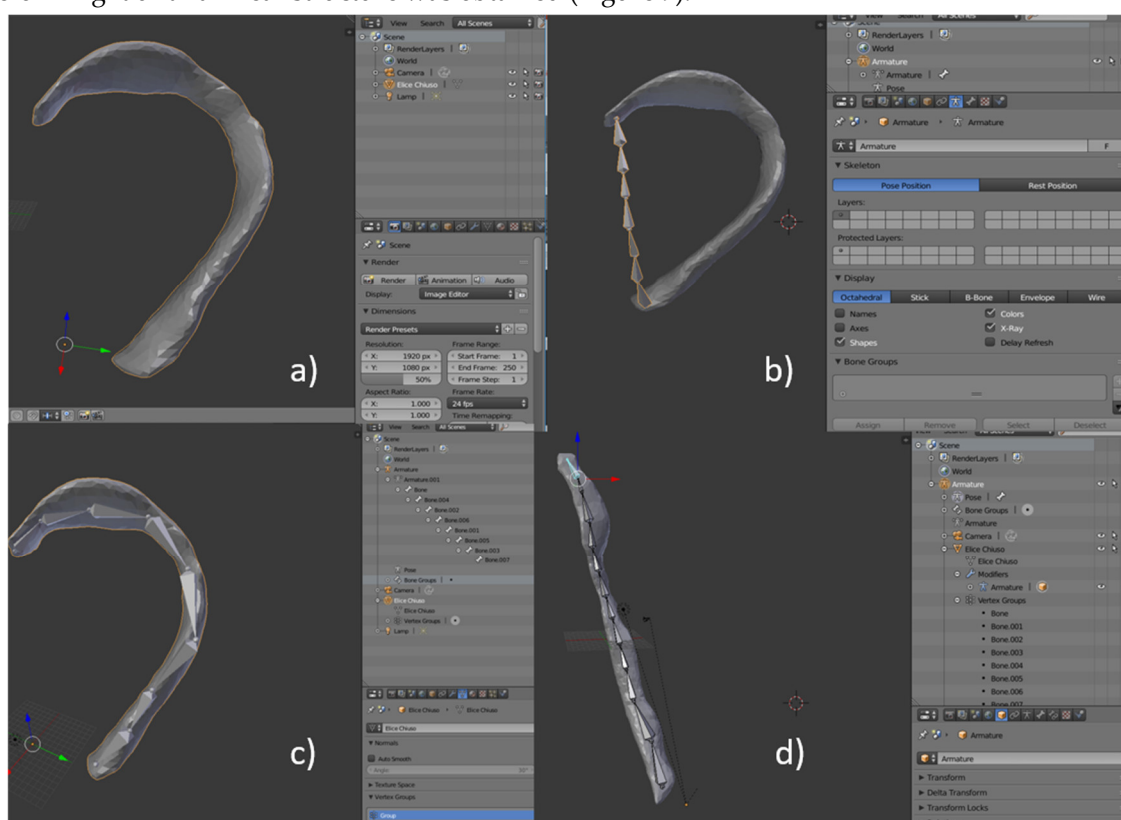 View Search All Scenes
Scene
RenderLayers |
World
Camera |
Elice Chiuso |
Lamp |
Scene
Render
Render Animation Audio
Display: Image Editor
Dimensions
Render Presets
Resolution: Frame Range:
X: 1920 px Start Frame: 1
Y: 1080 px End Frame: 250
50% Frame Step: 1
Aspect Ratio: Frame Rate:
X: 1.000 24 fps
Y: 1.000 Time Remapping:
a)
RenderLayers |
World
Armature
Armature |
Pose
Armature Armature
Armature F
Skeleton
Pose Position Rest Position
Layers:
Protected Layers:
Display
Octahedral Stick B-Bone Envelope Wire
Names Colors
Axes X-Ray
Shapes Delay Refresh
Bone Groups
Assign Remove Select Deselect
b)
View Search All Scenes
Scene
RenderLayers |
World
Armature
Armature.001
Bone
Bone.004
Bone.002
Bone.006
Bone.001
Bone.005
Bone.003
Bone.007
Pose
Bone Groups |
Camera |
Elice Chiuso
Elice Chiuso
Vertex Groups |
Lamp |
Elice Chiuso Elice Chiuso
Elice Chiuso
Normals
Auto Smooth
Angle: 30°
Texture Space
Vertex Groups
Group
c)
Scene
RenderLayers |
World
Armature
Pose |
Bone Groups |
Armature
Camera |
Elice Chiuso
Elice Chiuso
Modifiers
Armature |
Vertex Groups
Bone
Bone.001
Bone.002
Bone.003
Bone.004
Bone.005
Bone.006
Bone.007
Armature
Armature
Transform
Delta Transform
Transform Locks
d)